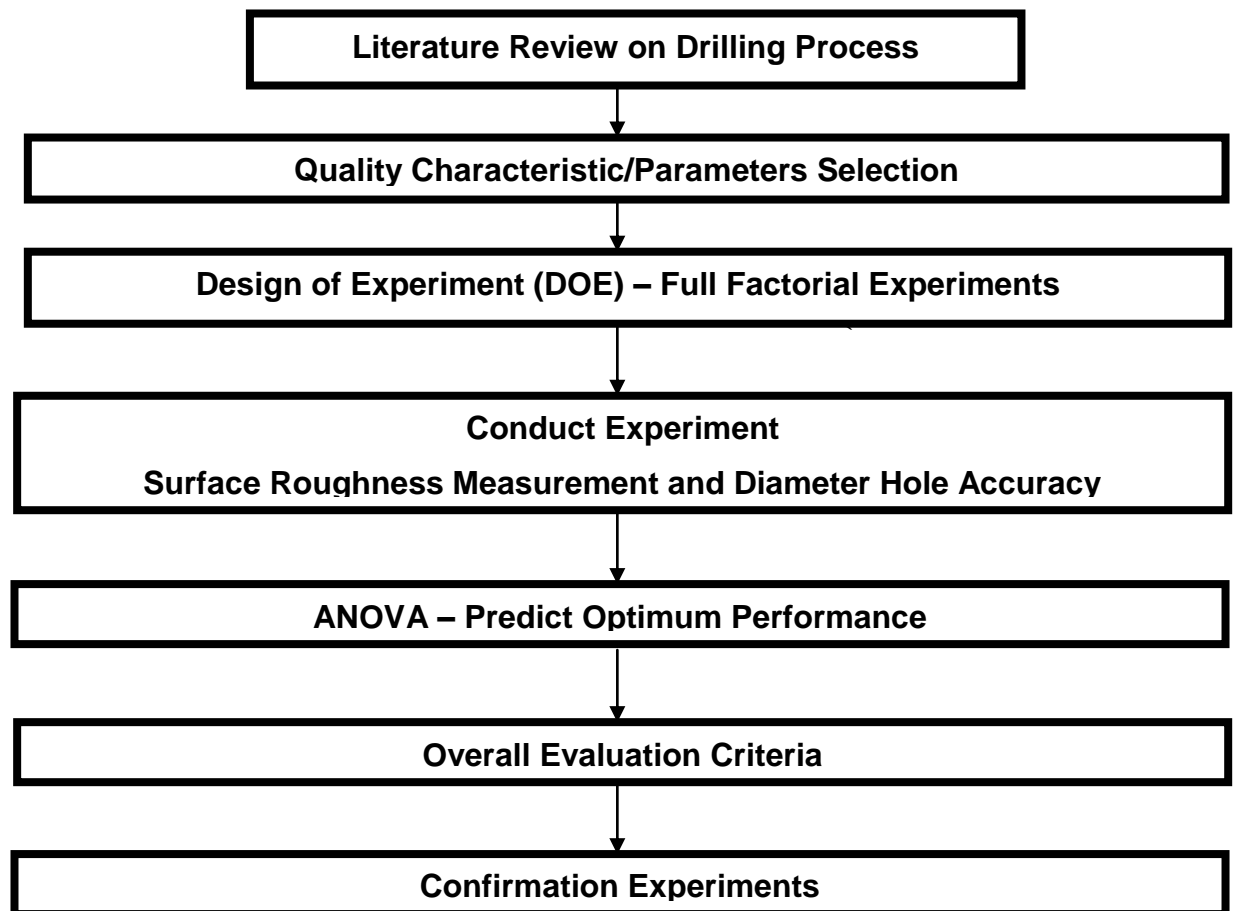 Literature Review on Drilling Process
Quality Characteristic/Parameters Selection
Design of Experiment (DOE) – Full Factorial Experiments
Conduct Experiment
Surface Roughness Measurement and Diameter Hole Accuracy
ANOVA – Predict Optimum Performance
Overall Evaluation Criteria
Confirmation Experiments